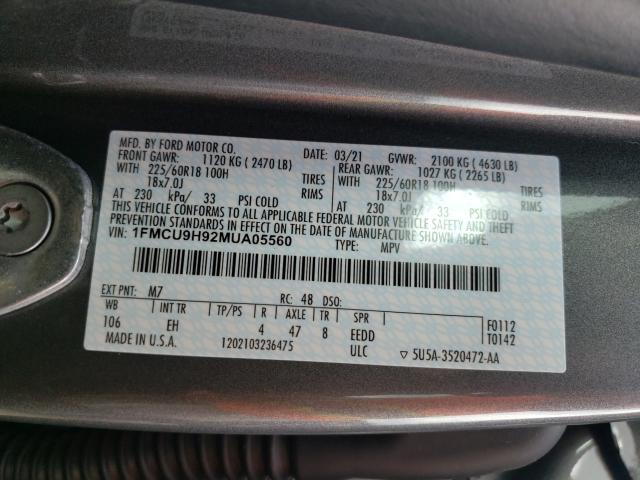 MFD. BY FORD MOTOR CO.
DATE: 03/21 GVWR: 2100 KG ( 4630 LB)
FRONT GAWR: 1120 KG ( 2470 LB)
REAR GAWR: 1027 KG ( 2265 LB)
WITH 225/60R18 100H TIRES
WITH 225/60R18 100H TIRES
18x7.0J RIMS
18x7.0J RIMS
AT 230 kPa/ 33 PSI COLD
AT 230 kPa/ 33 PSI COLD
THIS VEHICLE CONFORMS TO ALL APPLICABLE FEDERAL MOTOR VEHICLE SAFETY AND THEFT
PREVENTION STANDARDS IN EFFECT ON THE DATE OF MANUFACTURE SHOWN ABOVE.
VIN: 1FMCU9H92MUA05560 TYPE: MPV
EXT PNT: M7 RC: 48 DSO:
WB INT TR TP/PS R AXLE TR SPR F0112
106 EH 4 47 8 EEDD T0142
MADE IN U.S.A. 1202103236475 ULC ▽ 5U5A-3520472-AA